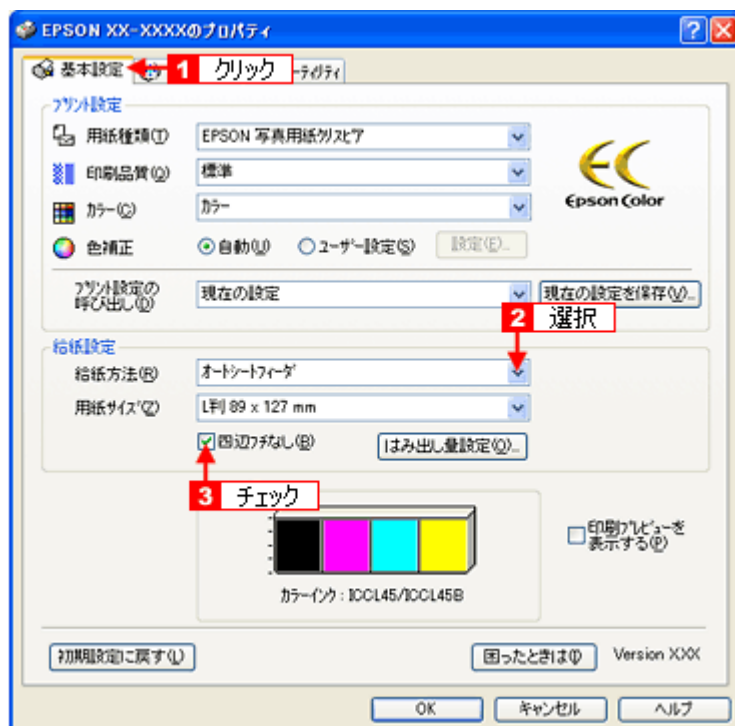 EPSON XX-XXXXのプロパティ
基本設定
1 クリック
ーティリティ
プリント設定
用紙種類(T)
EPSON 写真用紙クリスピア
印刷品質(Q)
標準
カラー(C)
カラー
Epson Color
色補正
自動(U)
ユーザー設定(S)
設定(E)...
プリント設定の
呼び出し(D)
現在の設定
現在の設定を保存(V)...
2 選択
給紙設定
給紙方法(R)
オートシートフィーダ
用紙サイズ(Z)
L判 89 x 127 mm
四辺フチなし(B)
はみ出し量設定(O)...
3 チェック
カラーインク : ICCL45/ICCL45B
印刷プレビューを
表示する(P)
初期設定に戻す(L)
困ったときは(I)
Version XXX
OK
キャンセル
ヘルプ